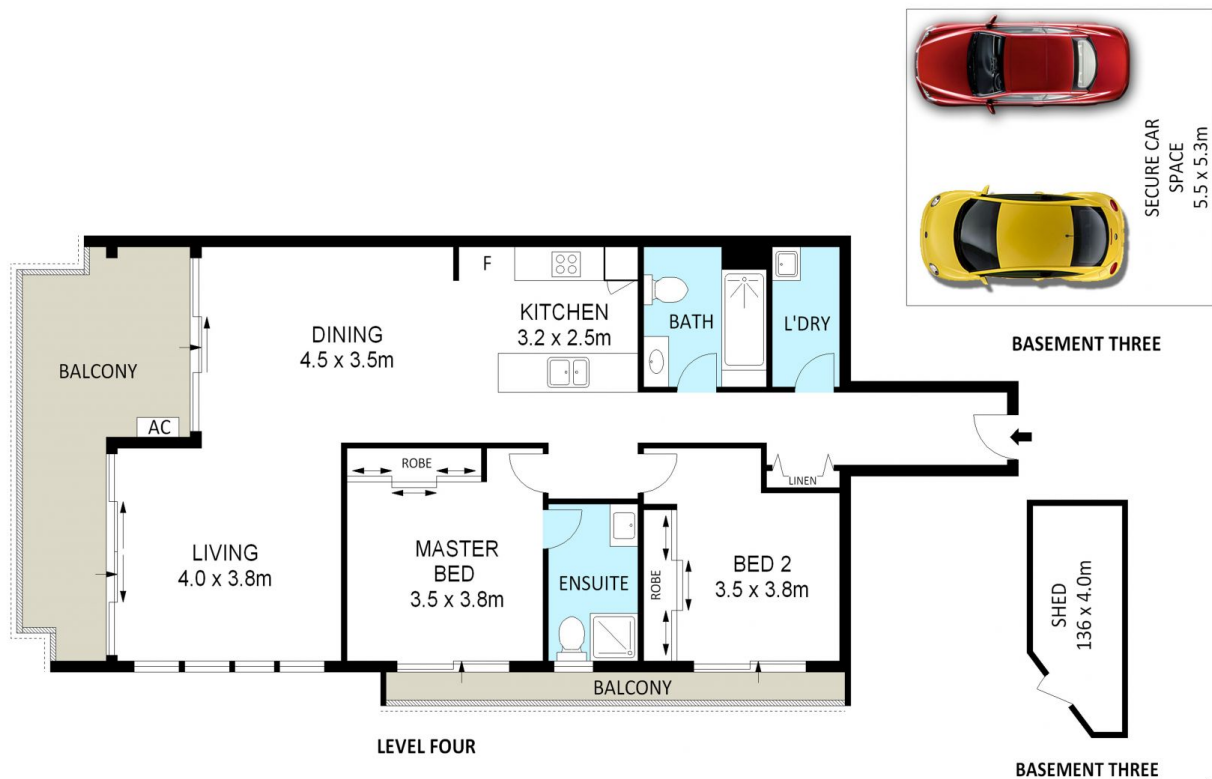 SECURE CAR
SPACE
5.5 x 5.3m
BASEMENT THREE
BALCONY
AC
DINING
4.5 x 3.5m
F
KITCHEN
3.2 x 2.5m
BATH
L'DRY
LIVING
4.0 x 3.8m
ROBE
MASTER
BED
3.5 x 3.8m
ENSUITE
ROBE
BED 2
3.5 x 3.8m
LINEN
BALCONY
LEVEL FOUR
SHED
136 x 4.0m
BASEMENT THREE